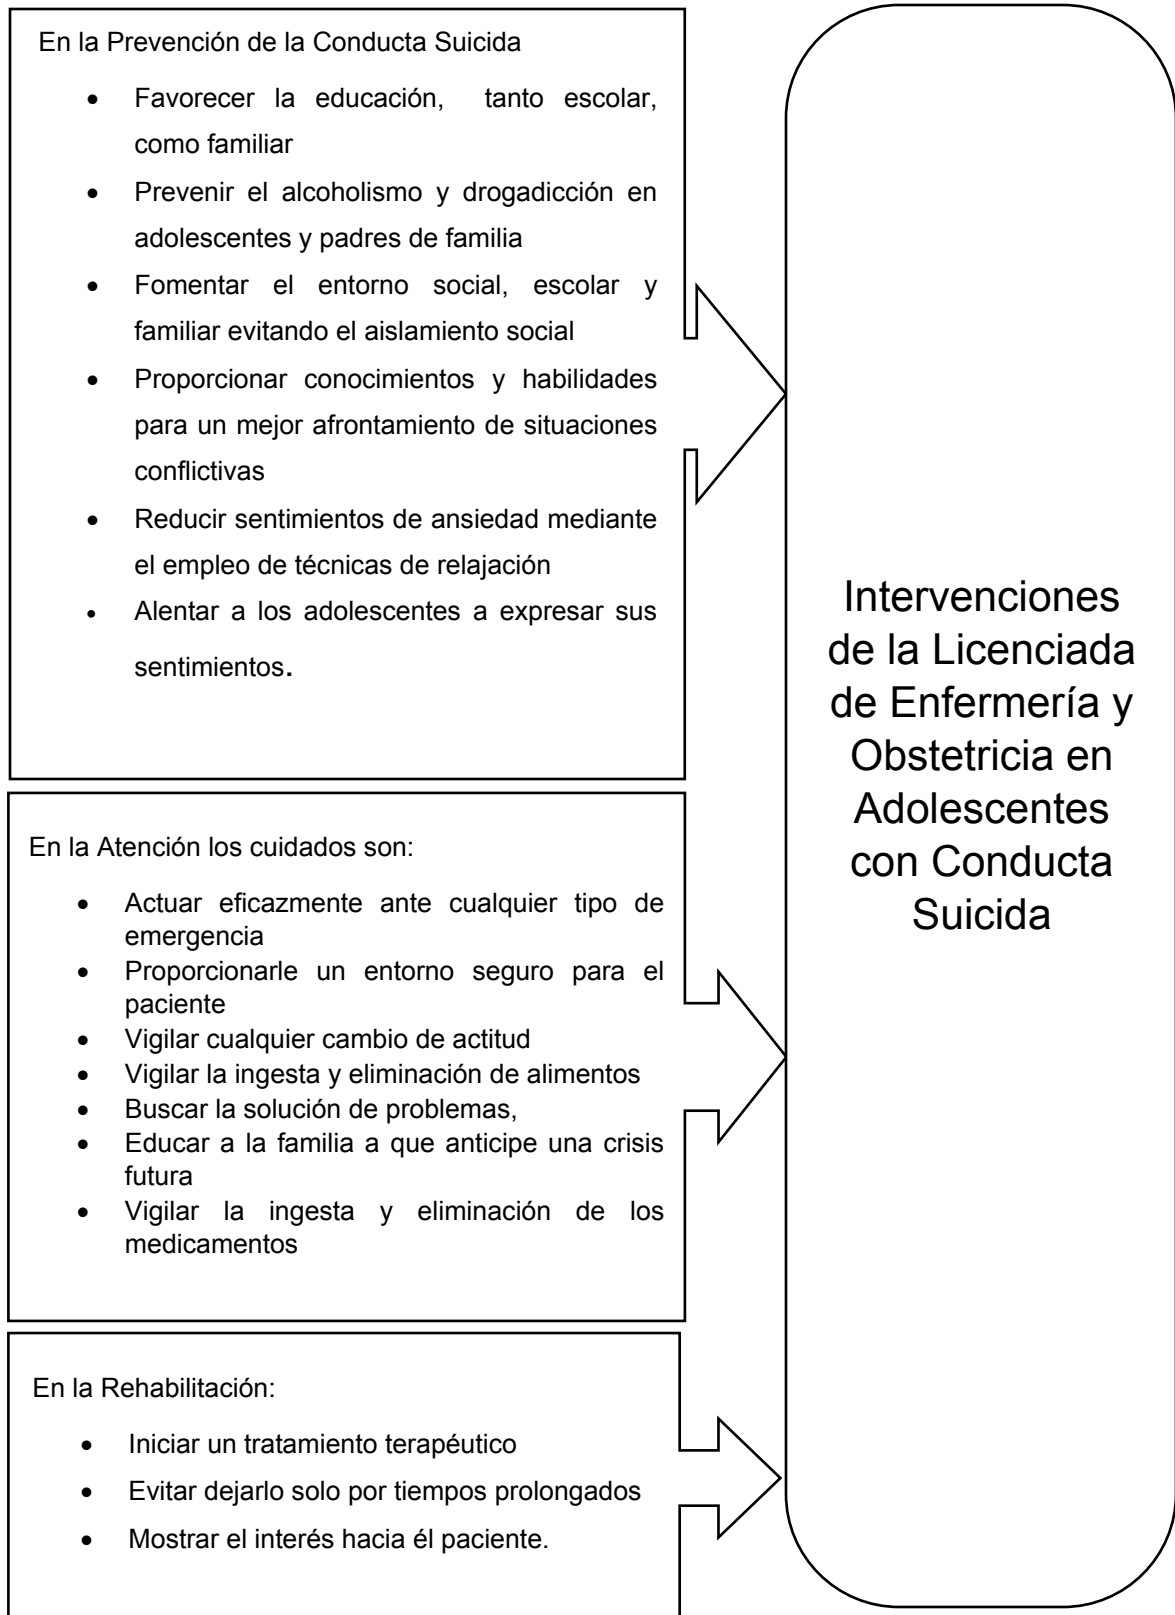 En la Prevención de la Conducta Suicida
• Favorecer la educación, tanto escolar,
como familiar
• Prevenir el alcoholismo y drogadicción en
adolescentes y padres de familia
• Fomentar el entorno social, escolar y
familiar evitando el aislamiento social
• Proporcionar conocimientos y habilidades
para un mejor afrontamiento de situaciones
conflictivas
• Reducir sentimientos de ansiedad mediante
el empleo de técnicas de relajación
• Alentar a los adolescentes a expresar sus
sentimientos.
En la Atención los cuidados son:
• Actuar eficazmente ante cualquier tipo de
emergencia
• Proporcionarle un entorno seguro para el
paciente
• Vigilar cualquier cambio de actitud
• Vigilar la ingesta y eliminación de alimentos
• Buscar la solución de problemas,
• Educar a la familia a que anticipe una crisis
futura
• Vigilar la ingesta y eliminación de los
medicamentos
En la Rehabilitación:
• Iniciar un tratamiento terapéutico
• Evitar dejarlo solo por tiempos prolongados
• Mostrar el interés hacia él paciente.
Intervenciones
de la Licenciada
de Enfermería y
Obstetricia en
Adolescentes
con Conducta
Suicida